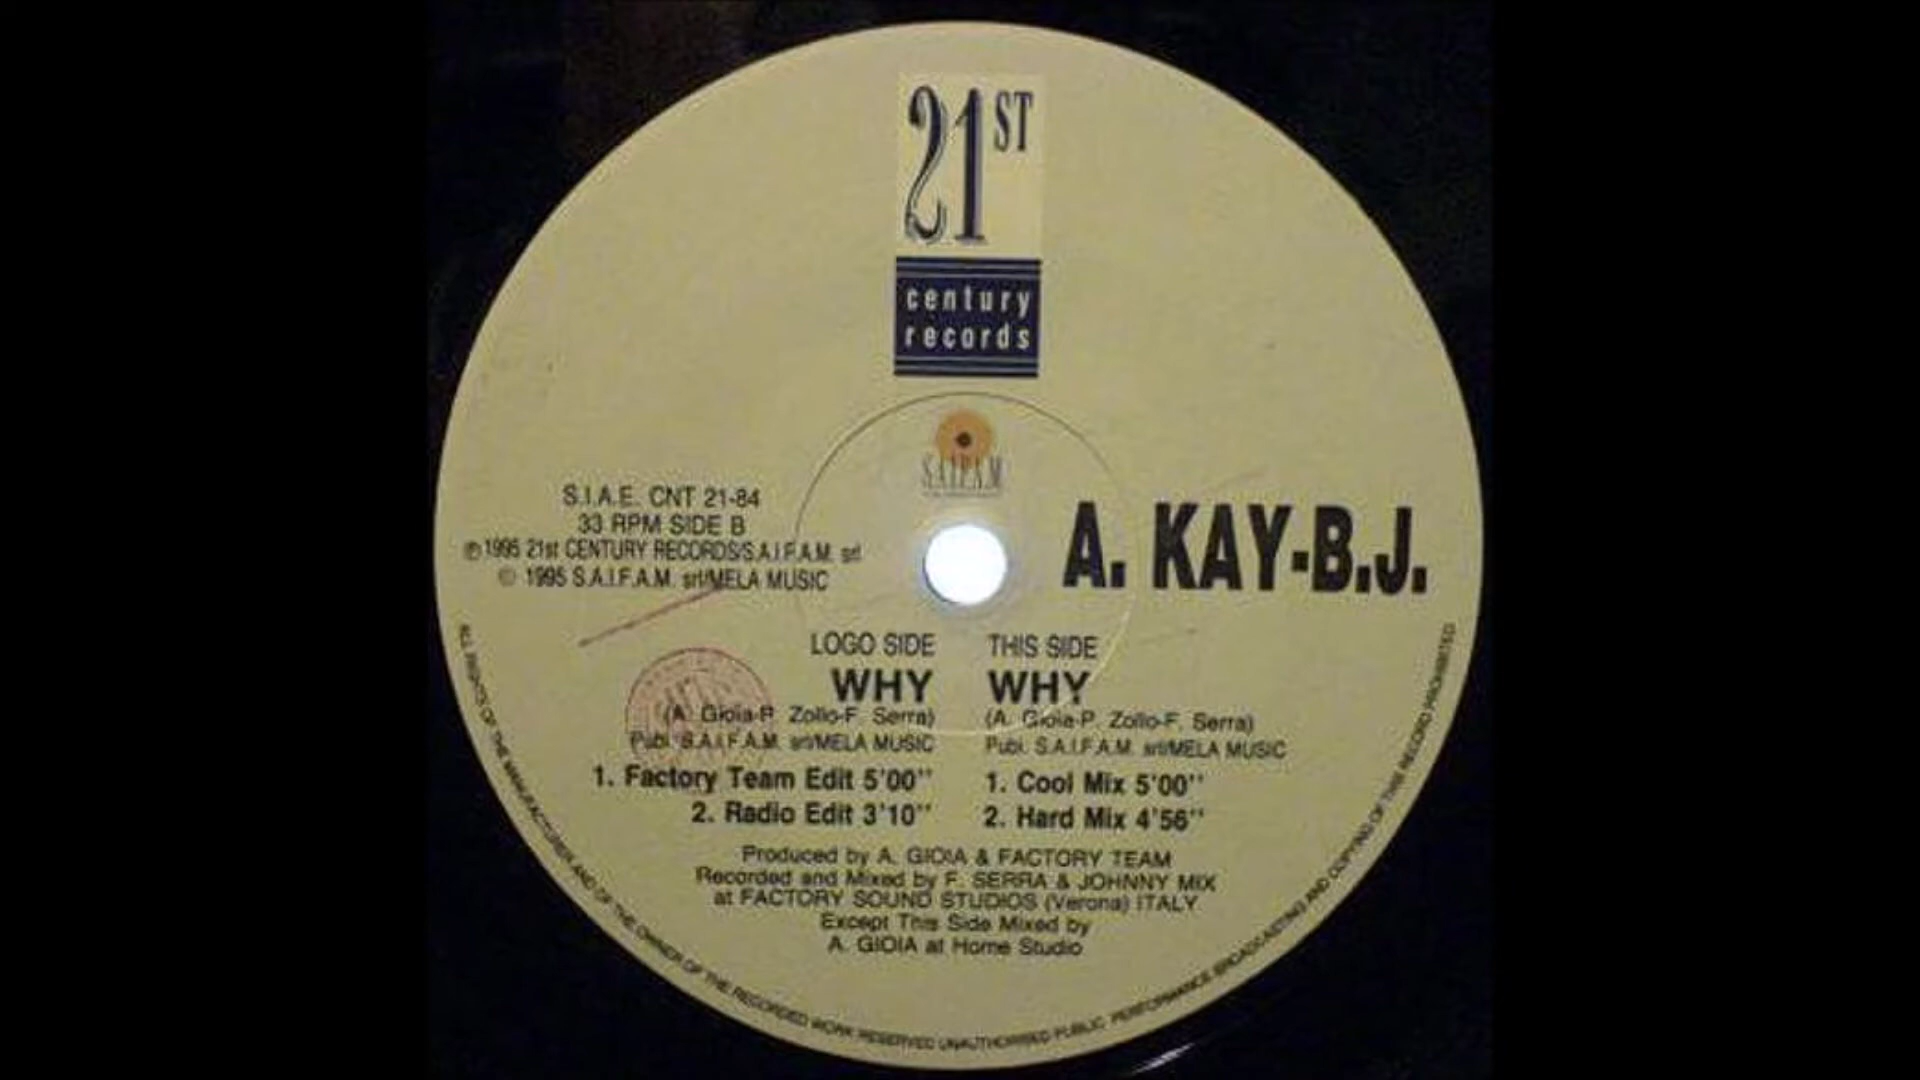 21ST
century
records
S.A.I.F.A.M.
S.I.A.E. CNT 21-84
33 RPM SIDE B
℗ 1995 21st CENTURY RECORDS/S.A.I.F.A.M. srl
© 1995 S.A.I.F.A.M. srl/MELA MUSIC
A. KAY-B.J.
LOGO SIDE
WHY
(A. Gioia-P. Zollo-F. Serra)
Publ. S.A.I.F.A.M. srl/MELA MUSIC
1. Factory Team Edit 5'00''
2. Radio Edit 3'10''
THIS SIDE
WHY
(A. Gioia-P. Zollo-F. Serra)
Publ. S.A.I.F.A.M. srl/MELA MUSIC
1. Cool Mix 5'00''
2. Hard Mix 4'56''
Produced by A. GIOIA & FACTORY TEAM
Recorded and Mixed by F. SERRA & JOHNNY MIX
at FACTORY SOUND STUDIOS (Verona) ITALY
Except This Side Mixed by
A. GIOIA at Home Studio
ALL RIGHTS OF THE MANUFACTURER AND OF THE OWNER OF THE RECORDED WORK RESERVED UNAUTHORISED PUBLIC PERFORMANCE BROADCASTING AND COPYING OF THIS RECORD PROHIBITED